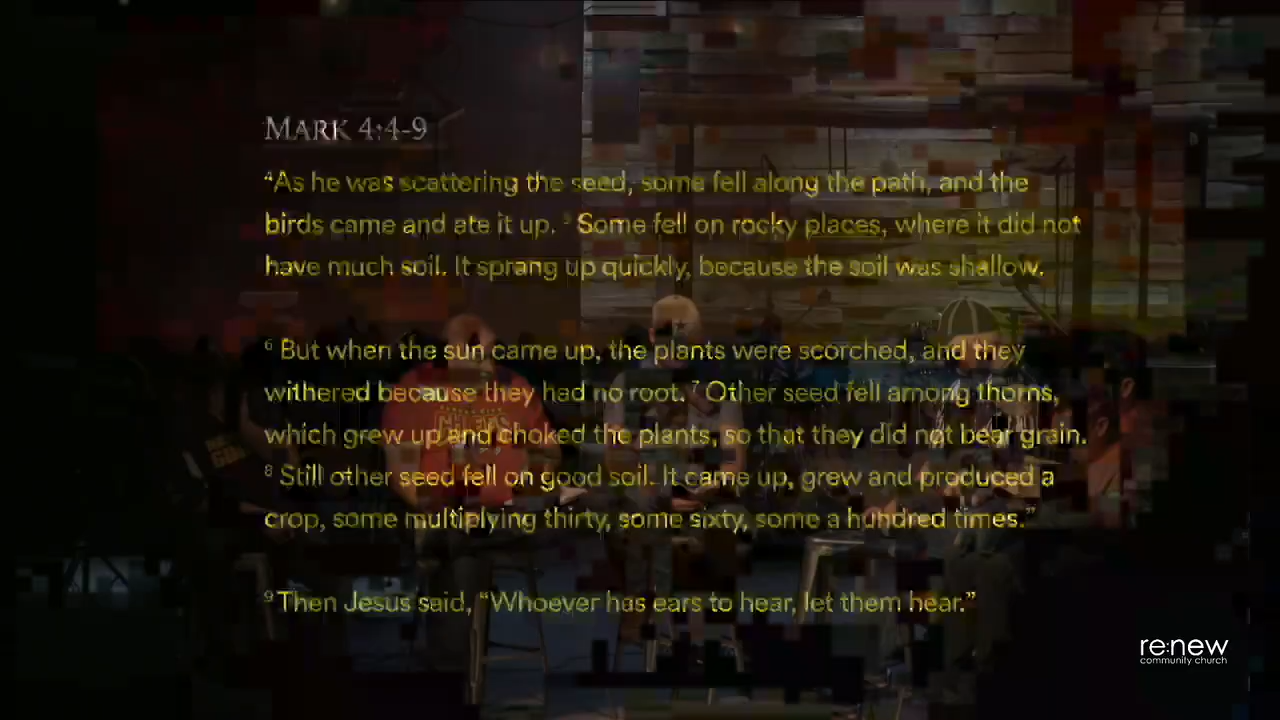 MARK 4:4-9
⁴As he was scattering the seed, some fell along the path, and the
birds came and ate it up. ⁵ Some fell on rocky places, where it did not
have much soil. It sprang up quickly, because the soil was shallow.
⁶ But when the sun came up, the plants were scorched, and they
withered because they had no root. ⁷ Other seed fell among thorns,
which grew up and choked the plants, so that they did not bear grain.
⁸ Still other seed fell on good soil. It came up, grew and produced a
crop, some multiplying thirty, some sixty, some a hundred times.”
⁹ Then Jesus said, “Whoever has ears to hear, let them hear.”
re:new
community church